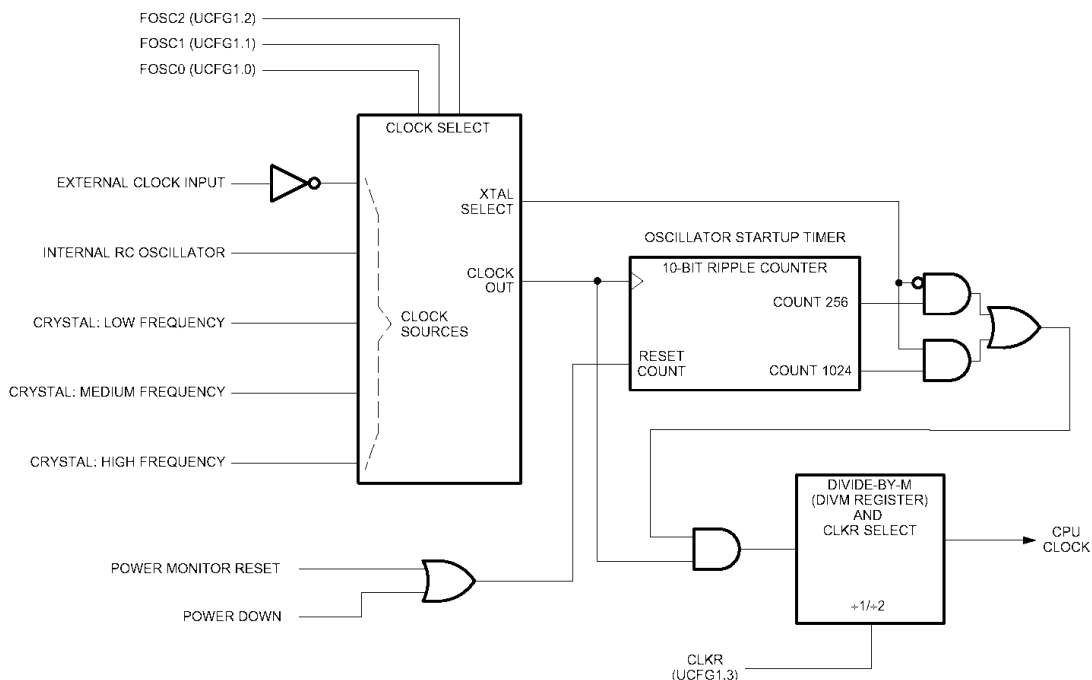 FOSC2 (UCFG1.2)
FOSC1 (UCFG1.1)
FOSC0 (UCFG1.0)
CLOCK SELECT
EXTERNAL CLOCK INPUT
XTAL
SELECT
INTERNAL RC OSCILLATOR
OSCILLATOR STARTUP TIMER
10-BIT RIPPLE COUNTER
CLOCK
OUT
COUNT 256
CRYSTAL: LOW FREQUENCY
CLOCK
SOURCES
RESET
COUNT
COUNT 1024
CRYSTAL: MEDIUM FREQUENCY
CRYSTAL: HIGH FREQUENCY
DIVIDE-BY-M
(DIVM REGISTER)
AND
CLKR SELECT
CPU
CLOCK
POWER MONITOR RESET
POWER DOWN
÷1/÷2
CLKR
(UCFG1.3)